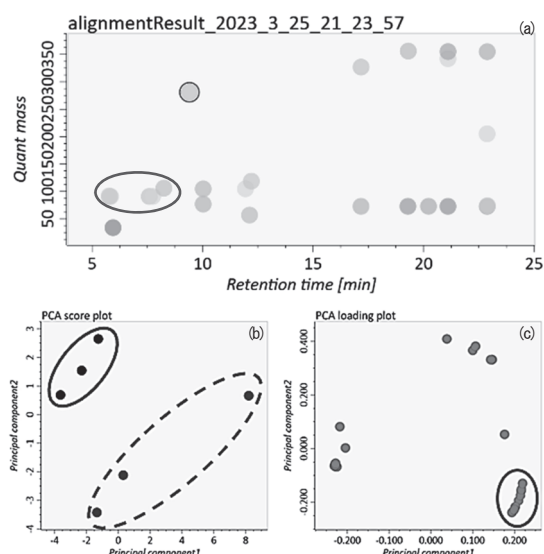 alignmentResult_2023_3_25_21_23_57
(a)
Quant mass
50 100150200250300350
5 10 15 20 25
Retention time [min]
PCA score plot
(b)
Principal component2
3
2
1
0
-1
-2
-3
-4
-4 -2 0 2 4 6 8
Principal component1
PCA loading plot
(c)
Principal component2
0.400
0.200
0.000
-0.200
-0.200 -0.100 0.000 0.100 0.200
Principal component1